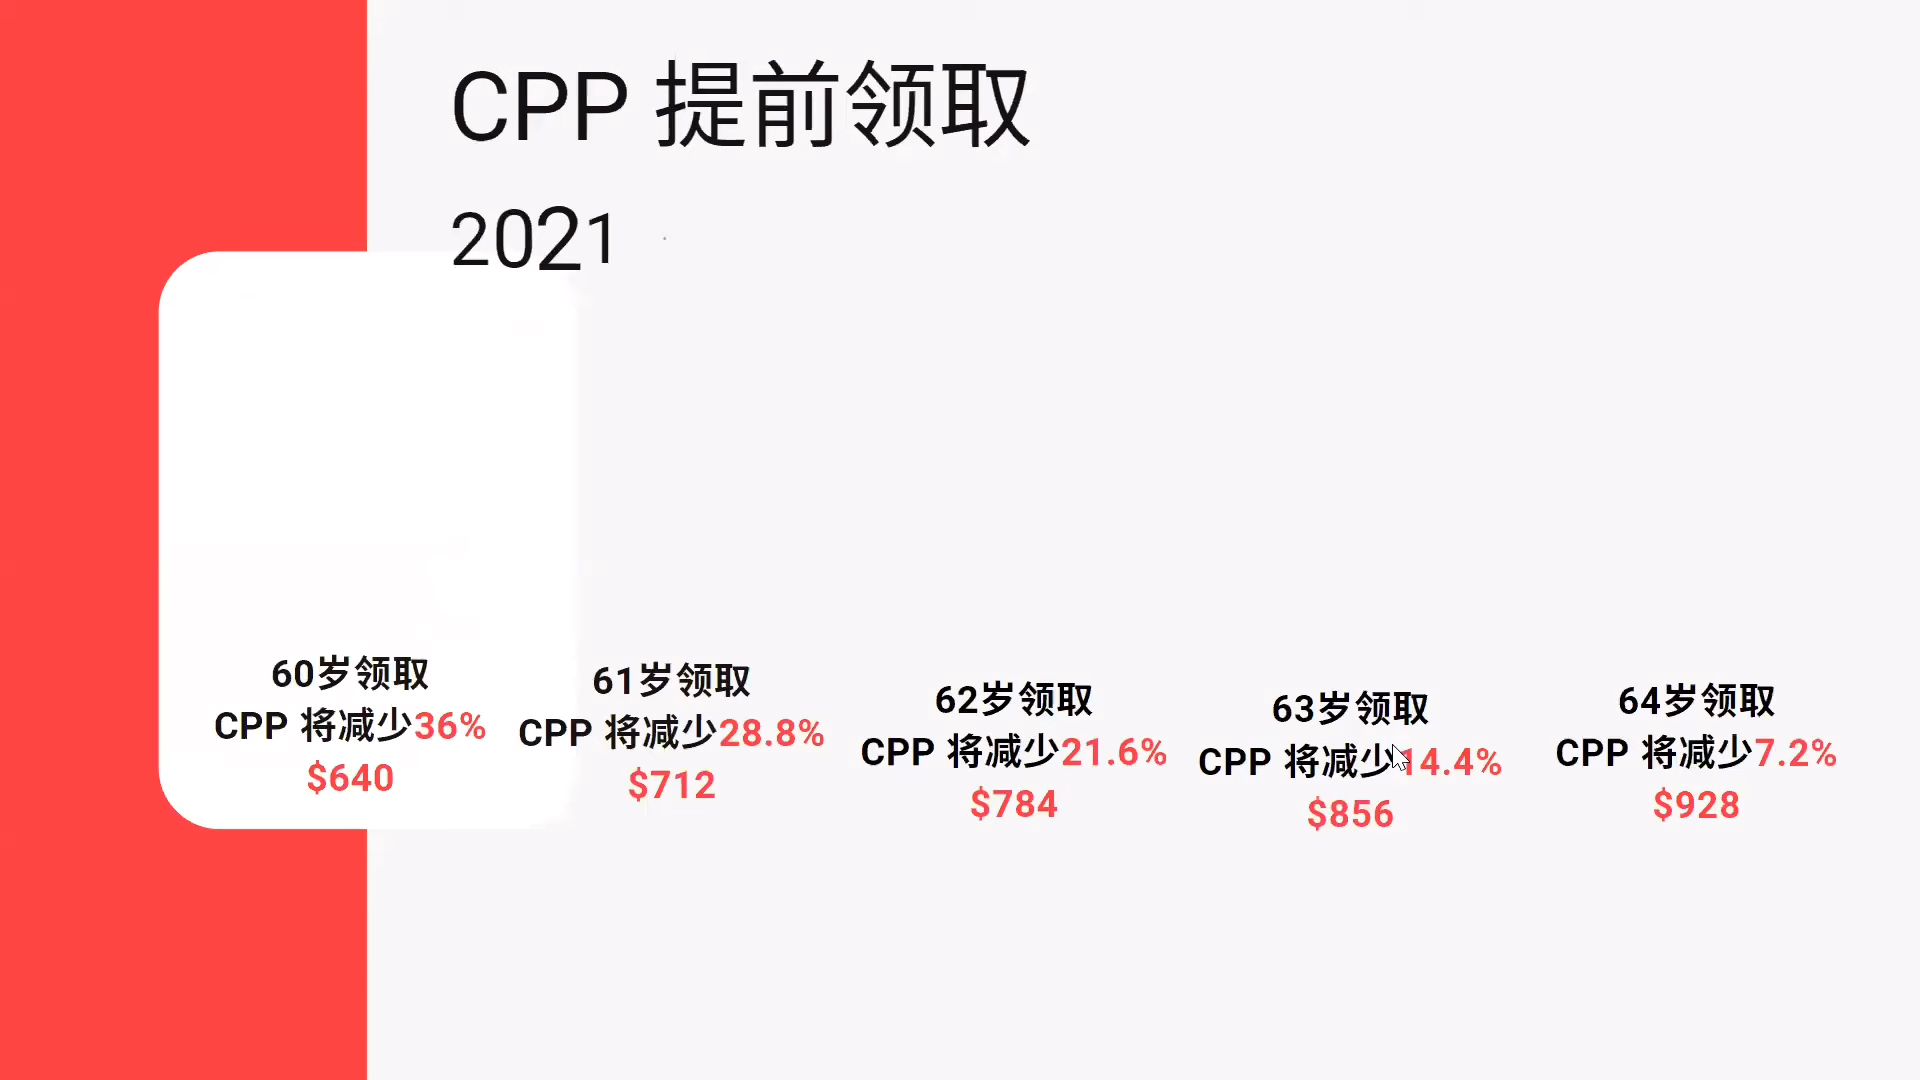 CPP 提前领取
2021
60岁领取
CPP 将减少36%
$640
61岁领取
CPP 将减少28.8%
$712
62岁领取
CPP 将减少21.6%
$784
63岁领取
CPP 将减少14.4%
$856
64岁领取
CPP 将减少7.2%
$928